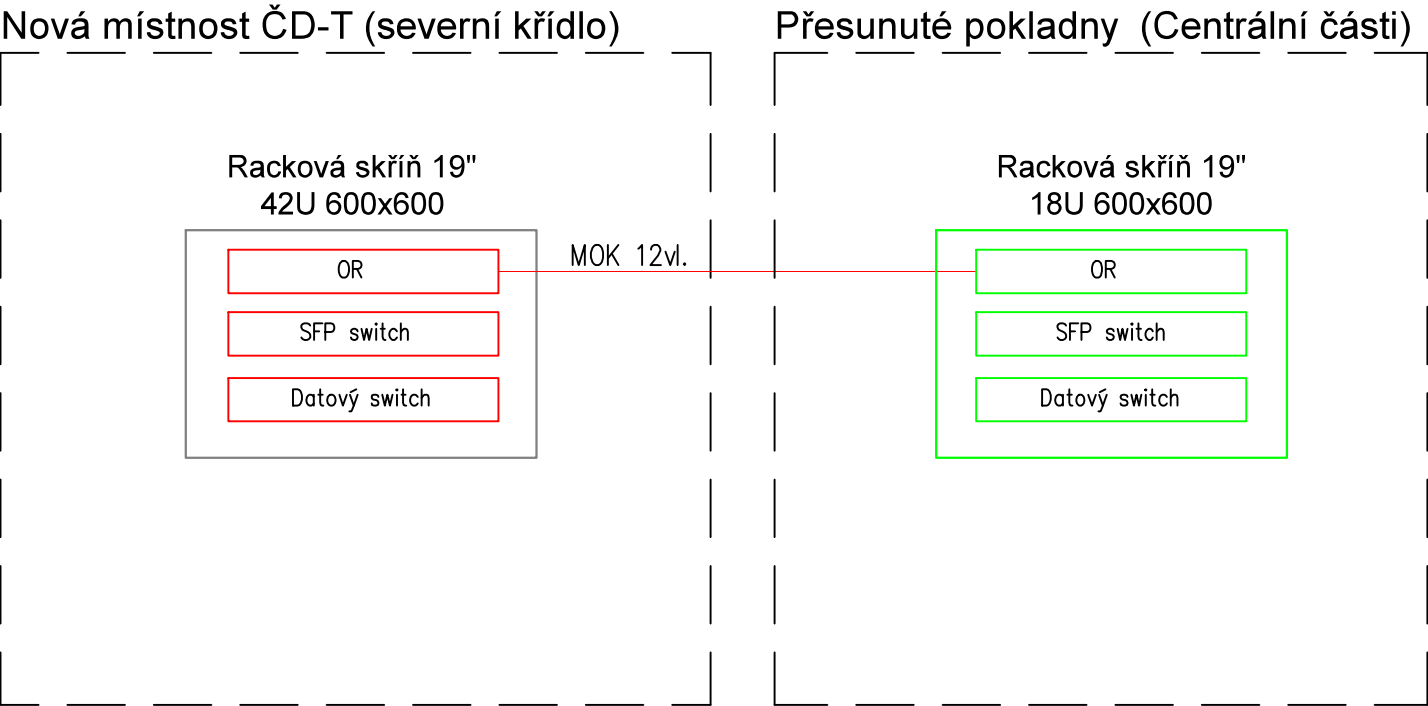 Nová místnost ČD-T (severní křídlo)
Přesunuté pokladny (Centrální části)
Racková skříň 19"
42U 600x600
Racková skříň 19"
18U 600x600
OR
MOK 12vl.
OR
SFP switch
SFP switch
Datový switch
Datový switch